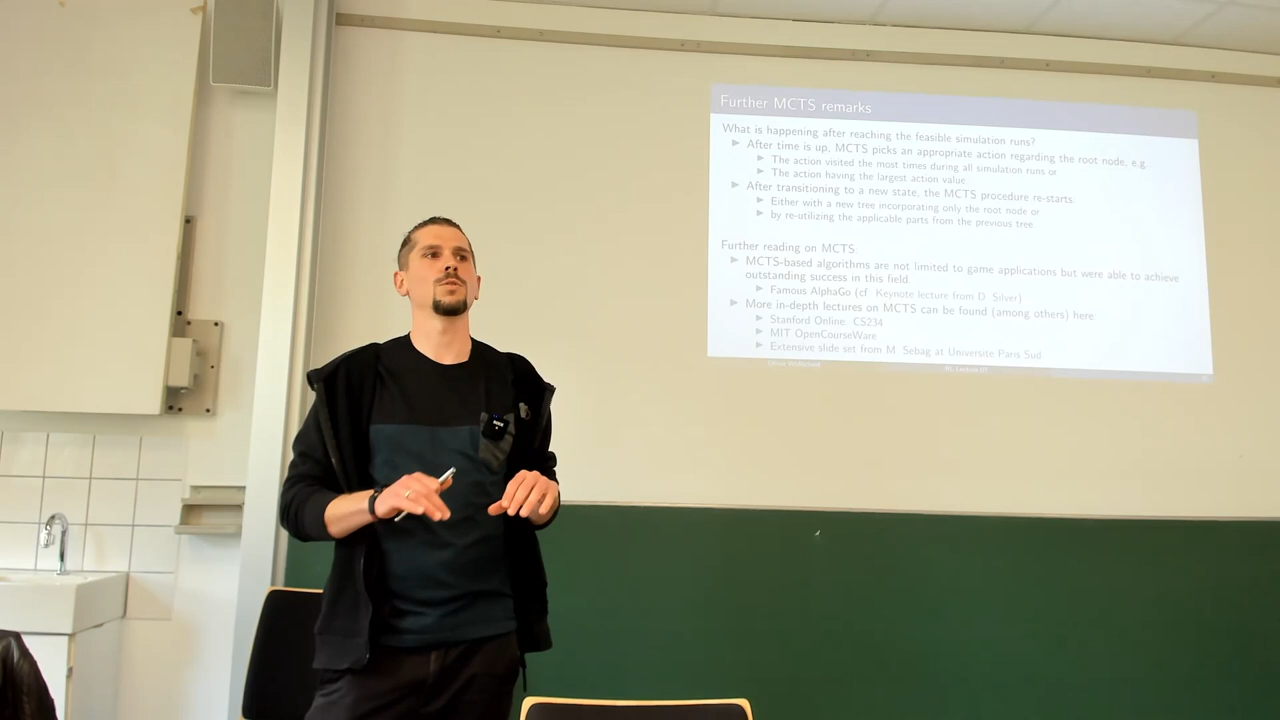 Further MCTS remarks
What is happening after reaching the feasible simulation runs?
After time is up, MCTS picks an appropriate action regarding the root node, e.g.
The action visited the most times during all simulation runs or
The action having the largest action value.
After transitioning to a new state, the MCTS procedure re-starts:
Either with a new tree incorporating only the root node or
by re-utilizing the applicable parts from the previous tree.
Further reading on MCTS:
MCTS-based algorithms are not limited to game applications but were able to achieve
outstanding success in this field.
Famous AlphaGo (cf. Keynote lecture from D. Silver)
More in-depth lectures on MCTS can be found (among others) here:
Stanford Online: CS234
MIT OpenCourseWare
Extensive slide set from M. Sebag at Universite Paris Sud
RL Lecture 07